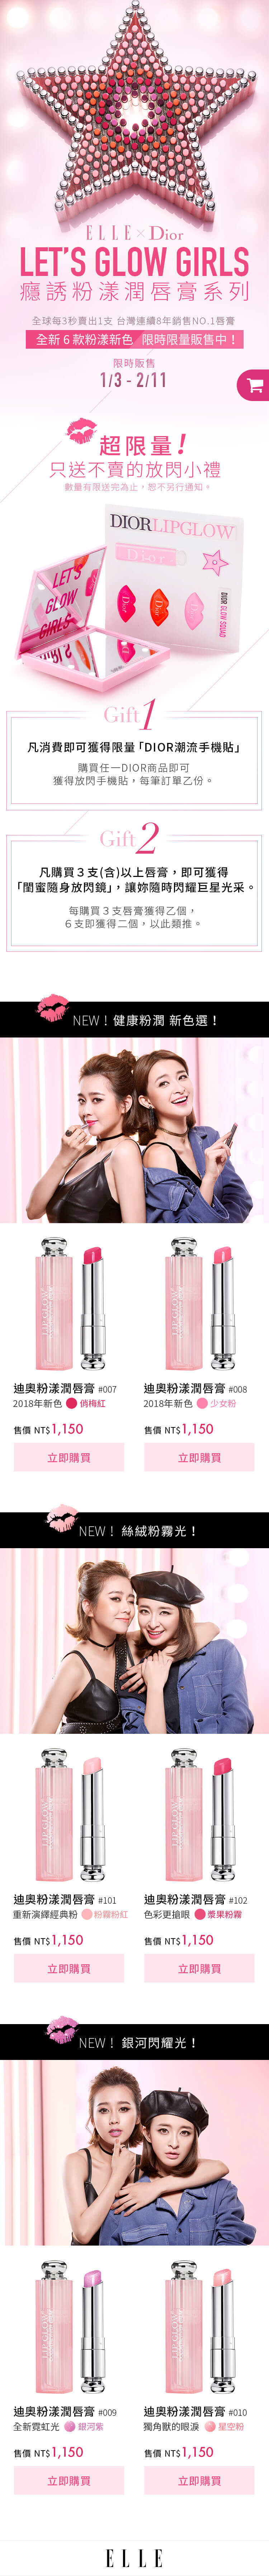 ELLE × Dior
LET'S GLOW GIRLS
癮誘粉漾潤唇膏系列
全球每3秒賣出1支 台灣連續8年銷售NO.1唇膏
全新 6 款粉漾新色　限時限量販售中！
限時販售
1/3 - 2/11
超限量！
只送不賣的放閃小禮
數量有限送完為止，恕不另行通知。
DIORLIPGLOW
Dior
LET'S
GLOW
GIRLS
Dior
Dior
Dior
DIOR GLOW SQUAD
Gift 1
凡消費即可獲得限量「DIOR潮流手機貼」
購買任一DIOR商品即可
獲得放閃手機貼，每筆訂單乙份。
Gift 2
凡購買３支(含)以上唇膏，即可獲得
「閨蜜隨身放閃鏡」，讓妳隨時閃耀巨星光采。
每購買３支唇膏獲得乙個，
６支即獲得二個，以此類推。
NEW！健康粉潤 新色選！
迪奧粉漾潤唇膏 #007
2018年新色 俏梅紅
售價 NT$1,150
立即購買
迪奧粉漾潤唇膏 #008
2018年新色 少女粉
售價 NT$1,150
立即購買
NEW！ 絲絨粉霧光！
迪奧粉漾潤唇膏 #101
重新演繹經典粉 粉霧粉紅
售價 NT$1,150
立即購買
迪奧粉漾潤唇膏 #102
色彩更搶眼 漿果粉霧
售價 NT$1,150
立即購買
NEW！ 銀河閃耀光！
迪奧粉漾潤唇膏 #009
全新霓虹光 銀河紫
售價 NT$1,150
立即購買
迪奧粉漾潤唇膏 #010
獨角獸的眼淚 星空粉
售價 NT$1,150
立即購買
ELLE